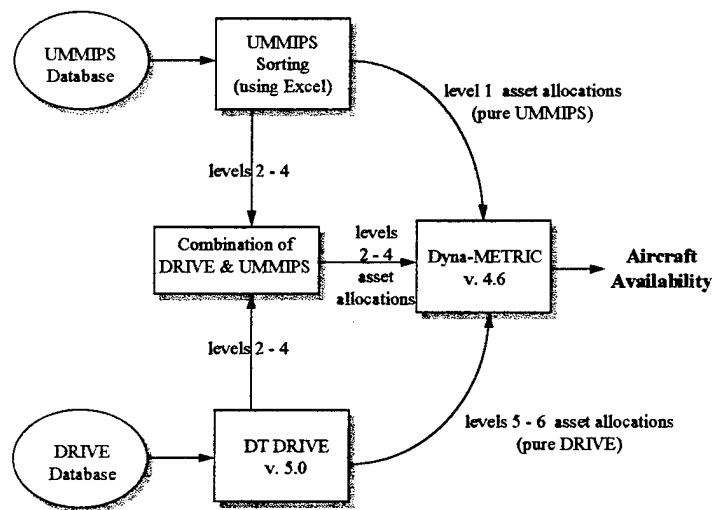 UMMIPS
Database
UMMIPS
Sorting
(using Excel)
level 1 asset allocations
(pure UMMIPS)
levels 2 - 4
Combination of
DRIVE & UMMIPS
levels
2 - 4
asset
allocations
Dyna-METRIC
v. 4.6
Aircraft
Availability
levels 2 - 4
DRIVE
Database
DT DRIVE
v. 5.0
levels 5 - 6 asset allocations
(pure DRIVE)